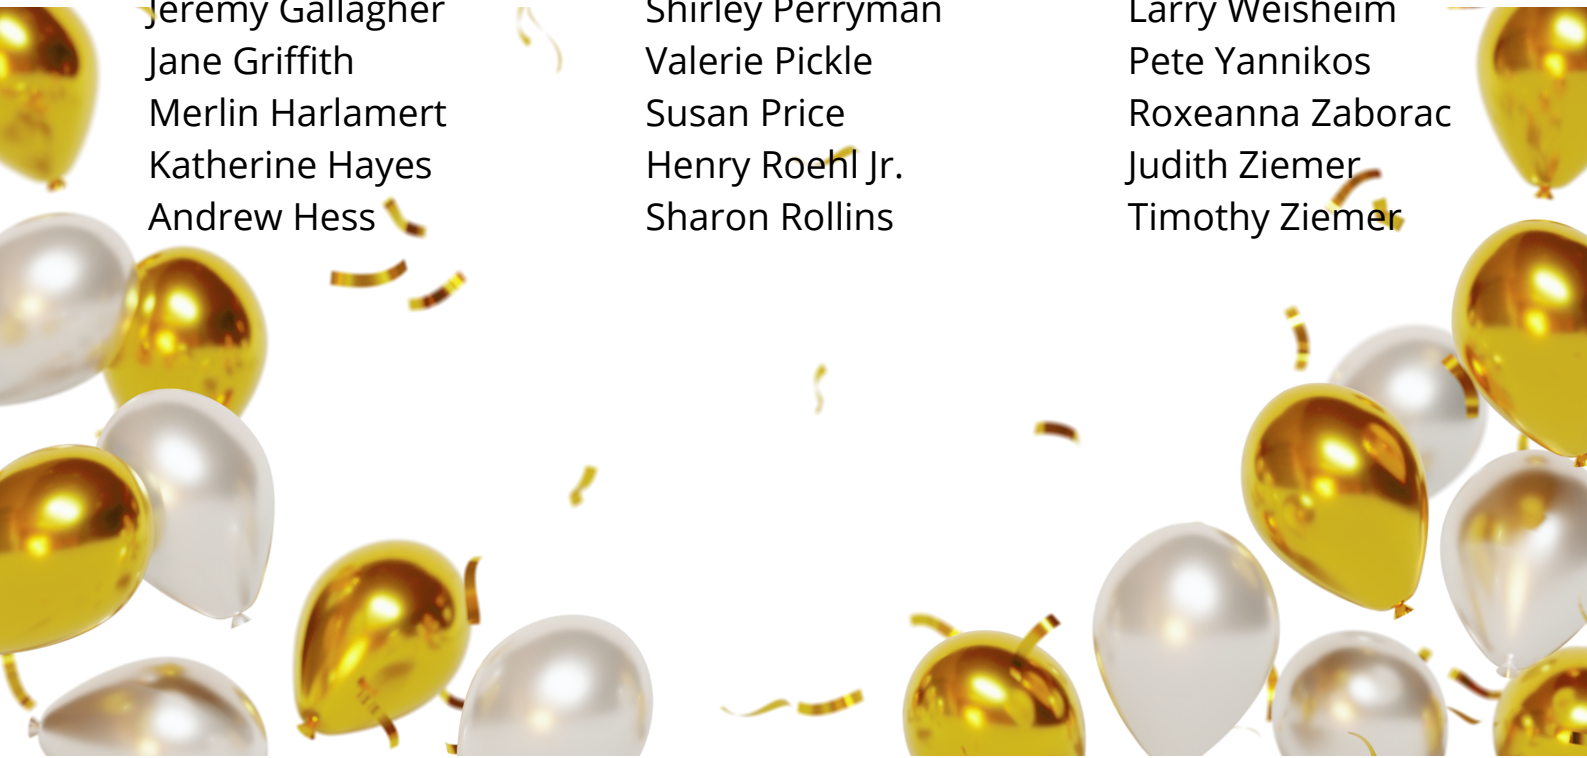 Jeremy Gallagher
Jane Griffith
Merlin Harlamert
Katherine Hayes
Andrew Hess
Shirley Perryman
Valerie Pickle
Susan Price
Henry Roehl Jr.
Sharon Rollins
Larry Weisheim
Pete Yannikos
Roxeanna Zaborac
Judith Ziemer
Timothy Ziemer